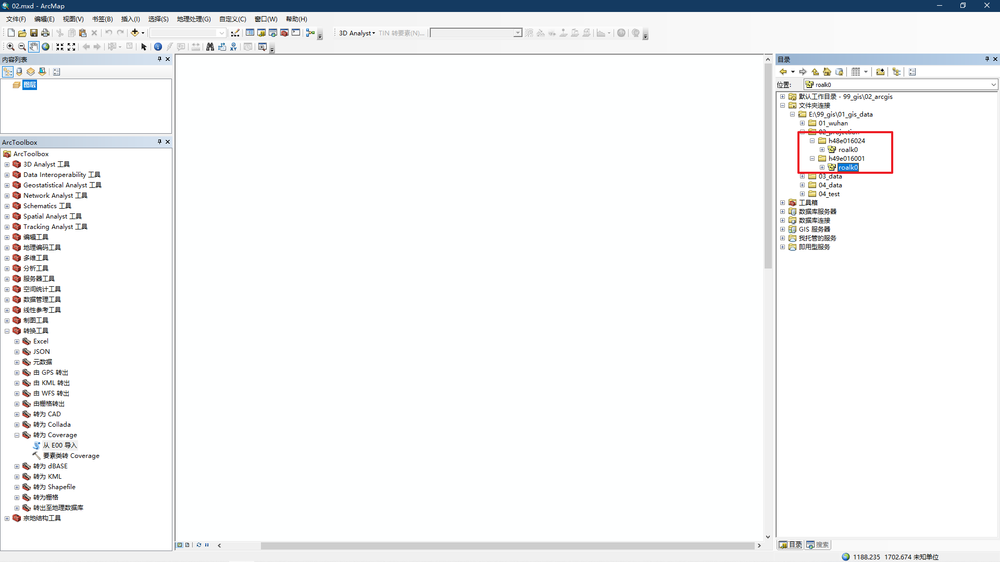 02.mxd - ArcMap
文件(F) 编辑(E) 视图(V) 书签(B) 插入(I) 选择(S) 地理处理(G) 自定义(C) 窗口(W) 帮助(H)
3D Analyst TIN 转要素(N)...
内容列表
图层
ArcToolbox
ArcToolbox
3D Analyst 工具
Data Interoperability 工具
Geostatistical Analyst 工具
Network Analyst 工具
Schematics 工具
Spatial Analyst 工具
Tracking Analyst 工具
编辑工具
地理编码工具
多维工具
分析工具
服务器工具
空间统计工具
数据管理工具
线性参考工具
制图工具
转换工具
Excel
JSON
元数据
由 GPS 转出
由 KML 转出
由 WFS 转出
由栅格转出
转为 CAD
转为 Collada
转为 Coverage
从 E00 导入
要素类转 Coverage
转为 dBASE
转为 KML
转为 Shapefile
转为栅格
转出至地理数据库
宗地结构工具
目录
位置: roalk0
默认工作目录 - 99_gis\02_arcgis
文件夹连接
E:\99_gis\01_gis_data
01_wuhan
02_projection
h48e016024
roalk0
h49e016001
roalk0
03_data
04_data
04_test
工具箱
数据库服务器
数据库连接
GIS 服务器
我托管的服务
即用型服务
目录 搜索
1188.235 1702.674 未知单位